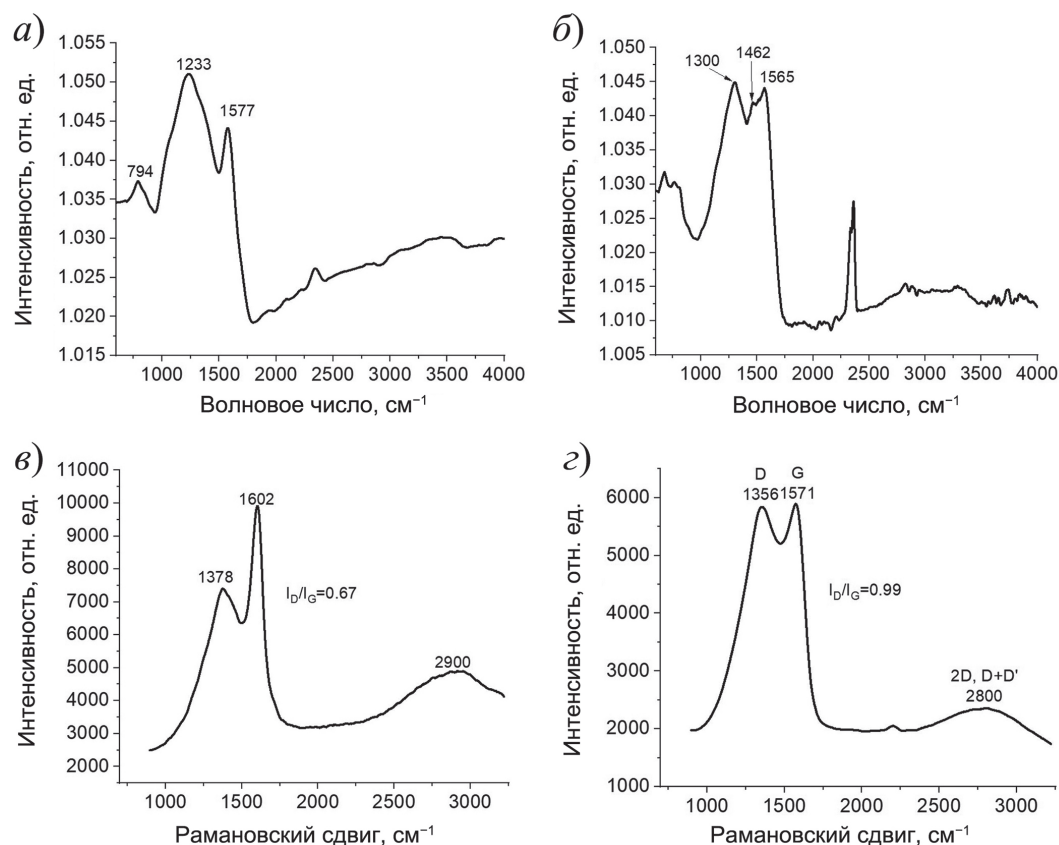 а)
1.055
1.050
1.045
1.040
1.035
1.030
1.025
1.020
1.015
Интенсивность, отн. ед.
794
1233
1577
1000 1500 2000 2500 3000 3500 4000
Волновое число, см⁻¹
б)
1.050
1.045
1.040
1.035
1.030
1.025
1.020
1.015
1.010
1.005
Интенсивность, отн. ед.
1300
1462
1565
1000 1500 2000 2500 3000 3500 4000
Волновое число, см⁻¹
в)
11000
10000
9000
8000
7000
6000
5000
4000
3000
2000
Интенсивность, отн. ед.
1378
1602
I_D/I_G=0.67
2900
1000 1500 2000 2500 3000
Рамановский сдвиг, см⁻¹
г)
6000
5000
4000
3000
2000
1000
Интенсивность, отн. ед.
D G
1356 1571
I_D/I_G=0.99
2D, D+D'
2800
1000 1500 2000 2500 3000
Рамановский сдвиг, см⁻¹